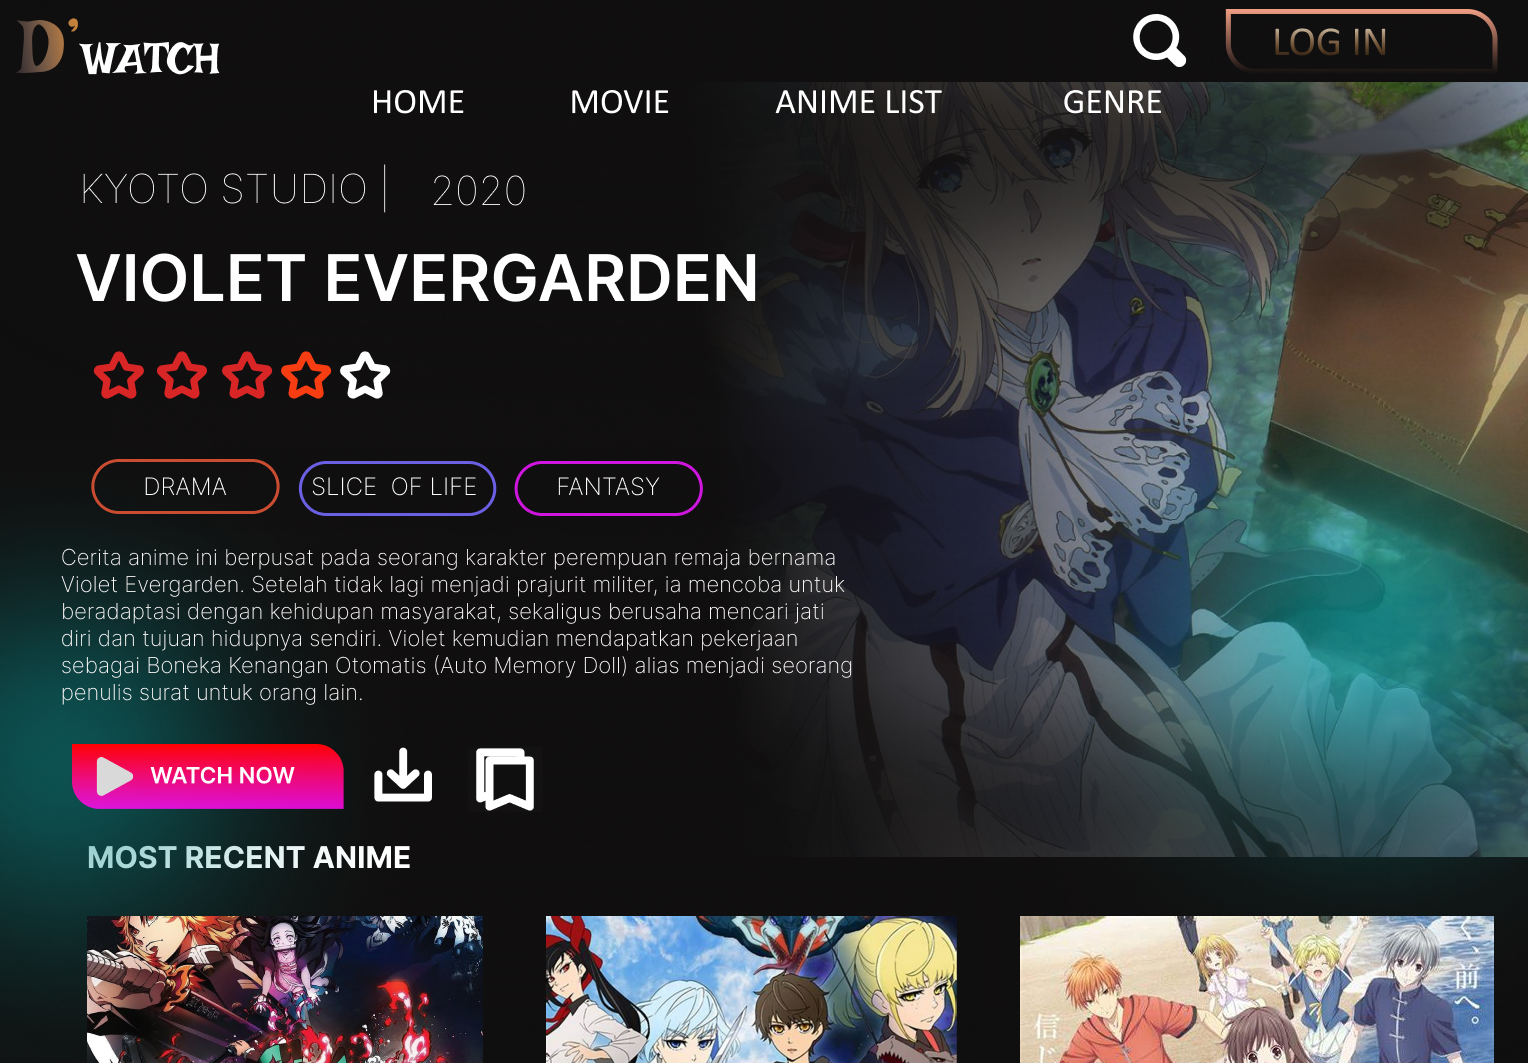 D'WATCH
LOG IN
HOME MOVIE ANIME LIST GENRE
KYOTO STUDIO | 2020
VIOLET EVERGARDEN
DRAMA SLICE OF LIFE FANTASY
Cerita anime ini berpusat pada seorang karakter perempuan remaja bernama
Violet Evergarden. Setelah tidak lagi menjadi prajurit militer, ia mencoba untuk
beradaptasi dengan kehidupan masyarakat, sekaligus berusaha mencari jati
diri dan tujuan hidupnya sendiri. Violet kemudian mendapatkan pekerjaan
sebagai Boneka Kenangan Otomatis (Auto Memory Doll) alias menjadi seorang
penulis surat untuk orang lain.
WATCH NOW
MOST RECENT ANIME
く、前へ。
信じ